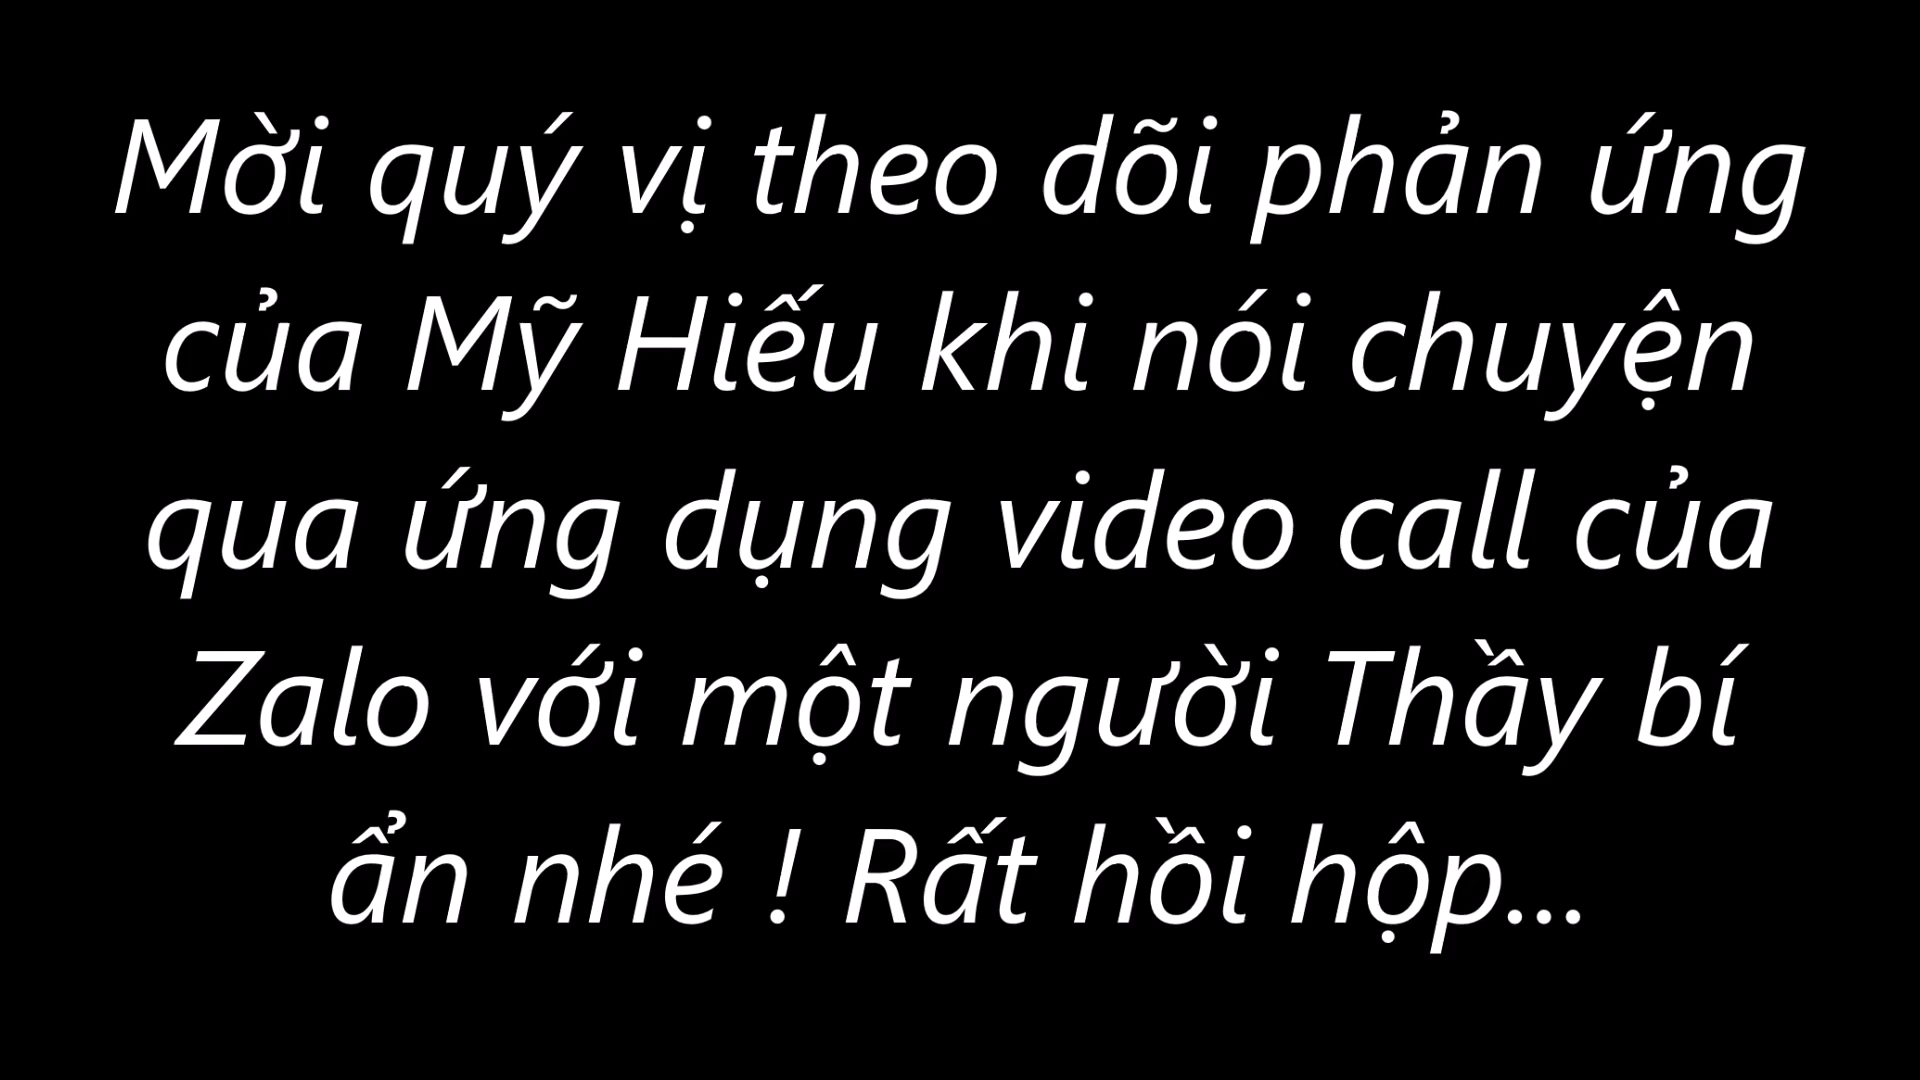 Mời quý vị theo dõi phản ứng
của Mỹ Hiếu khi nói chuyện
qua ứng dụng video call của
Zalo với một người Thầy bí
ẩn nhé ! Rất hồi hộp...